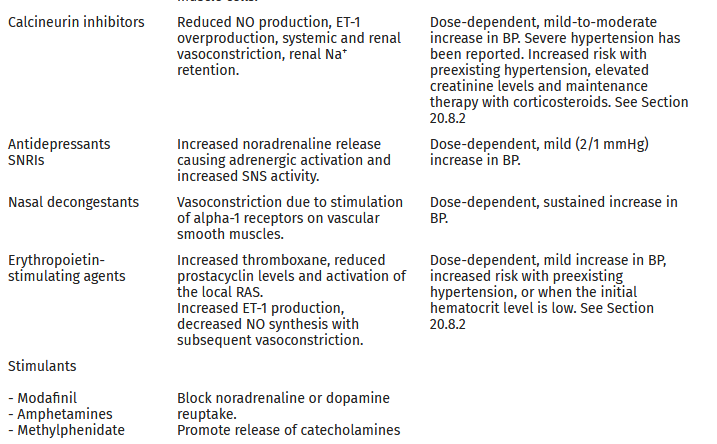 muscle cells.
Calcineurin inhibitors
Reduced NO production, ET-1
overproduction, systemic and renal
vasoconstriction, renal Na⁺
retention.
Dose-dependent, mild-to-moderate
increase in BP. Severe hypertension has
been reported. Increased risk with
preexisting hypertension, elevated
creatinine levels and maintenance
therapy with corticosteroids. See Section
20.8.2
Antidepressants
SNRIs
Increased noradrenaline release
causing adrenergic activation and
increased SNS activity.
Dose-dependent, mild (2/1 mmHg)
increase in BP.
Nasal decongestants
Vasoconstriction due to stimulation
of alpha-1 receptors on vascular
smooth muscles.
Dose-dependent, sustained increase in
BP.
Erythropoietin-
stimulating agents
Increased thromboxane, reduced
prostacyclin levels and activation of
the local RAS.
Increased ET-1 production,
decreased NO synthesis with
subsequent vasoconstriction.
Dose-dependent, mild increase in BP,
increased risk with preexisting
hypertension, or when the initial
hematocrit level is low. See Section
20.8.2
Stimulants
- Modafinil
- Amphetamines
- Methylphenidate
Block noradrenaline or dopamine
reuptake.
Promote release of catecholamines